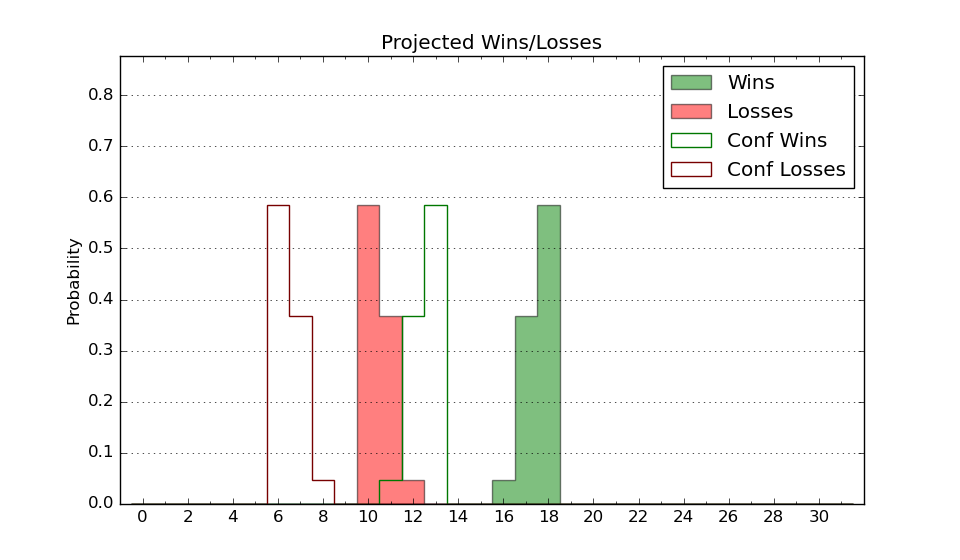 Projected Wins/Losses
Wins
Losses
Conf Wins
Conf Losses
Probability
0.8
0.7
0.6
0.5
0.4
0.3
0.2
0.1
0.0
0 2 4 6 8 10 12 14 16 18 20 22 24 26 28 30